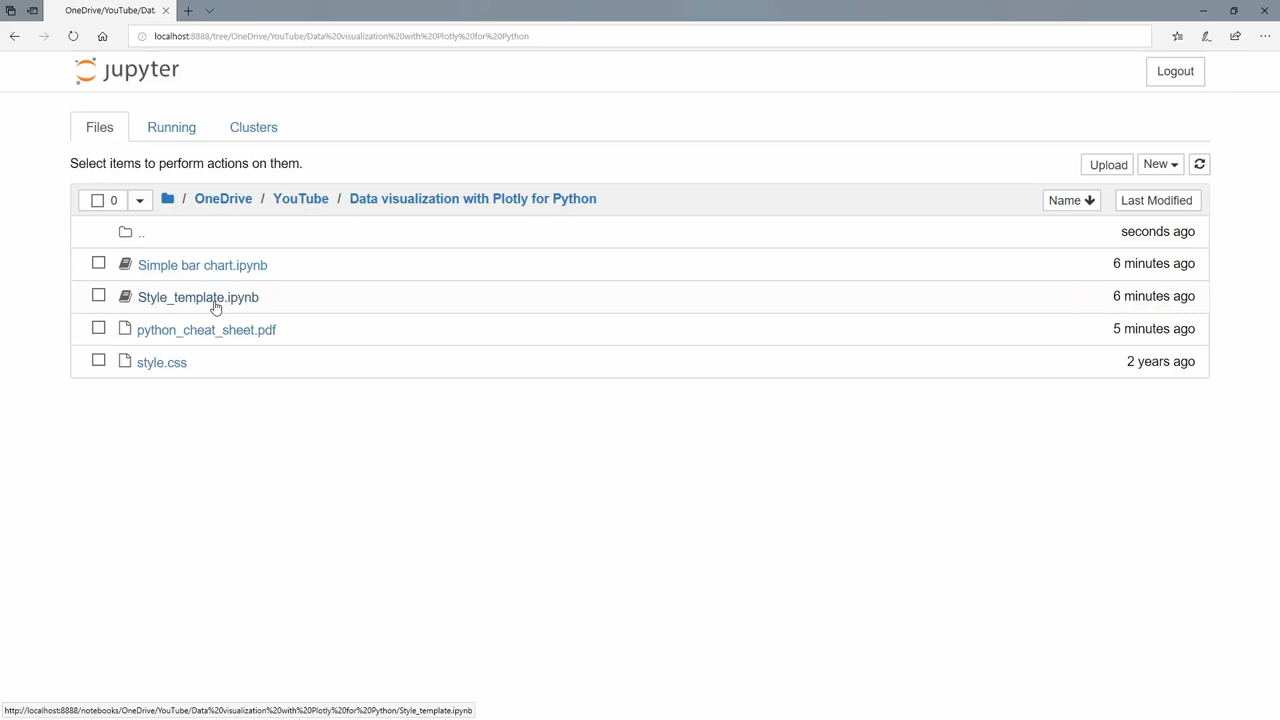 OneDrive/YouTube/Dat
localhost:8888/tree/OneDrive/YouTube/Data%20visualization%20with%20Plotly%20for%20Python
jupyter
Logout
Files Running Clusters
Select items to perform actions on them.
Upload New
0 / OneDrive / YouTube / Data visualization with Plotly for Python Name Last Modified
.. seconds ago
Simple bar chart.ipynb 6 minutes ago
Style_template.ipynb 6 minutes ago
python_cheat_sheet.pdf 5 minutes ago
style.css 2 years ago
http://localhost:8888/notebooks/OneDrive/YouTube/Data%20visualization%20with%20Plotly%20for%20Python/Style_template.ipynb